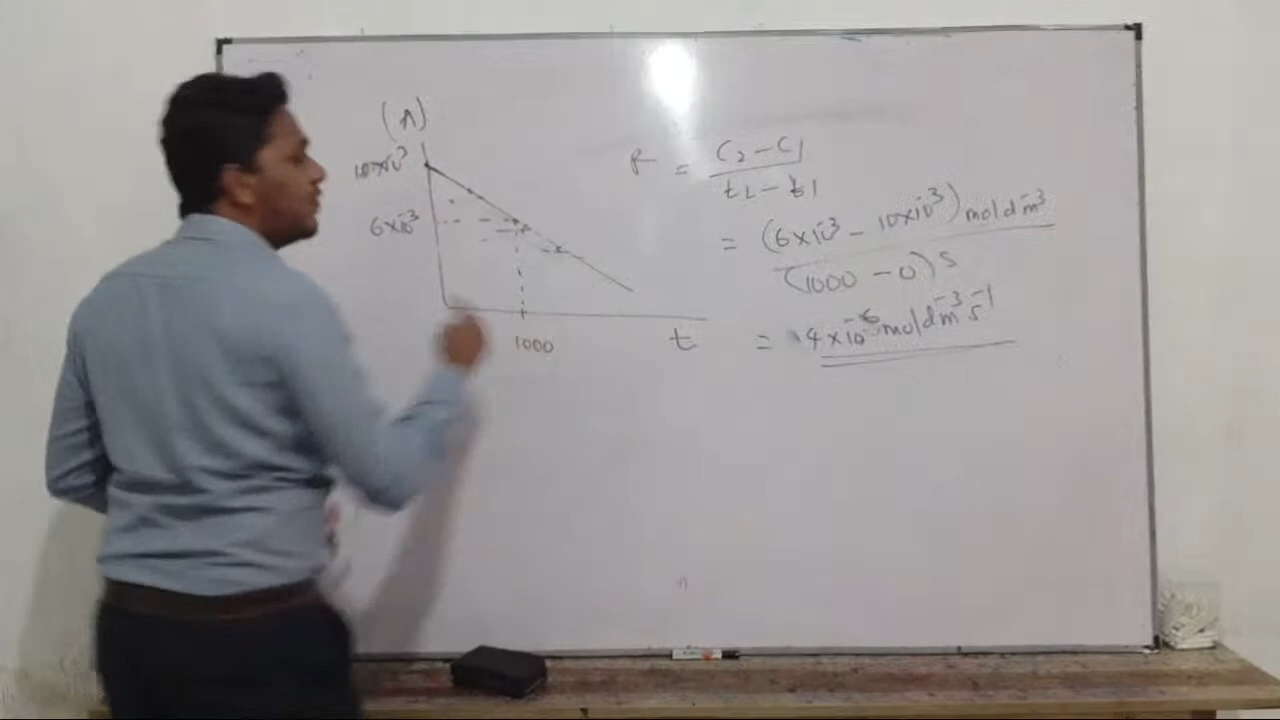 (A)
10×10⁻³
6×10⁻³
1000
t
R = C₂ − C₁ / t₂ − t₁
= (6×10⁻³ − 10×10⁻³) mol dm⁻³ / (1000 − 0) s
= 4×10⁻⁶ mol dm⁻³ s⁻¹